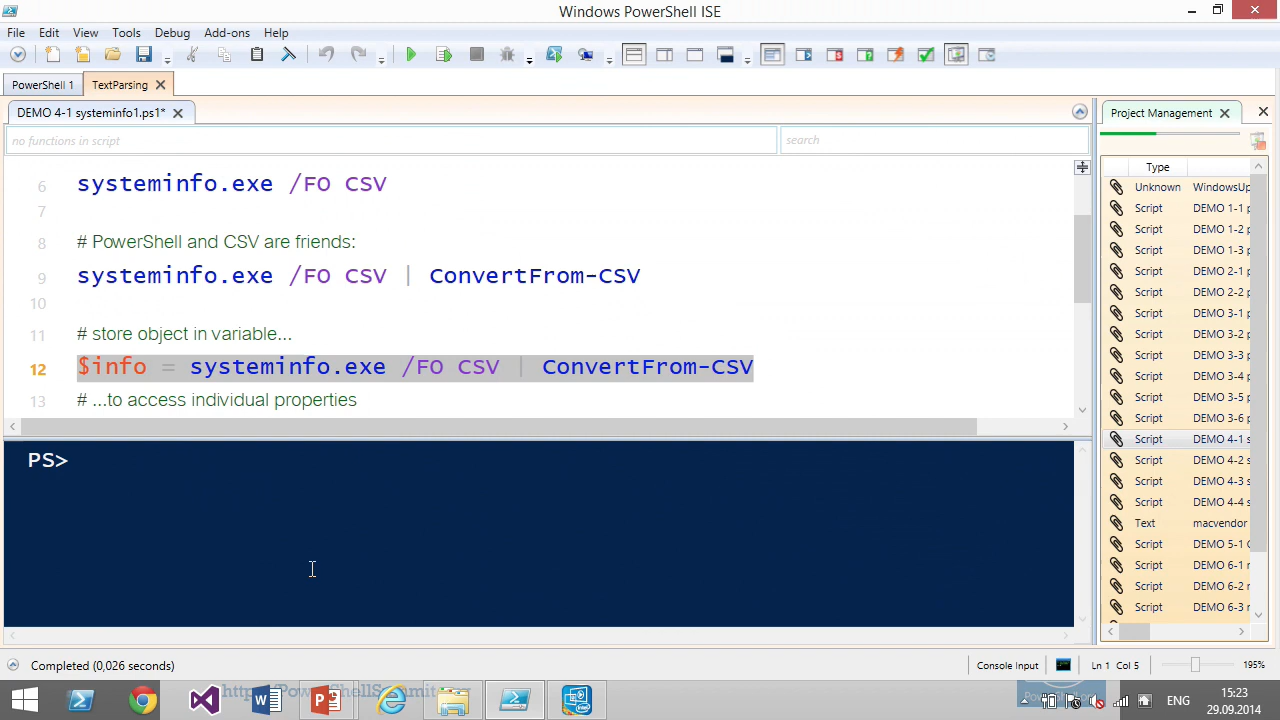 Windows PowerShell ISE
File Edit View Tools Debug Add-ons Help
PowerShell 1
TextParsing
DEMO 4-1 systeminfo1.ps1*
Project Management
no functions in script
search
6 systeminfo.exe /FO CSV
7
8 # PowerShell and CSV are friends:
9 systeminfo.exe /FO CSV | ConvertFrom-CSV
10
11 # store object in variable...
12 $info = systeminfo.exe /FO CSV | ConvertFrom-CSV
13 # ...to access individual properties
PS>
Type
Unknown WindowsUp
Script DEMO 1-1 p
Script DEMO 1-2 p
Script DEMO 1-3 p
Script DEMO 2-1 p
Script DEMO 2-2 p
Script DEMO 3-1 p
Script DEMO 3-2 p
Script DEMO 3-3 p
Script DEMO 3-4 p
Script DEMO 3-5 p
Script DEMO 3-6 p
Script DEMO 4-1 s
Script DEMO 4-2 s
Script DEMO 4-3 s
Script DEMO 4-4 s
Text macvendor
Script DEMO 5-1 
Script DEMO 6-1 r
Script DEMO 6-2 r
Script DEMO 6-3 r
Completed (0,026 seconds)
Console Input
Ln 1 Col 5
195%
ENG
15:23
29.09.2014